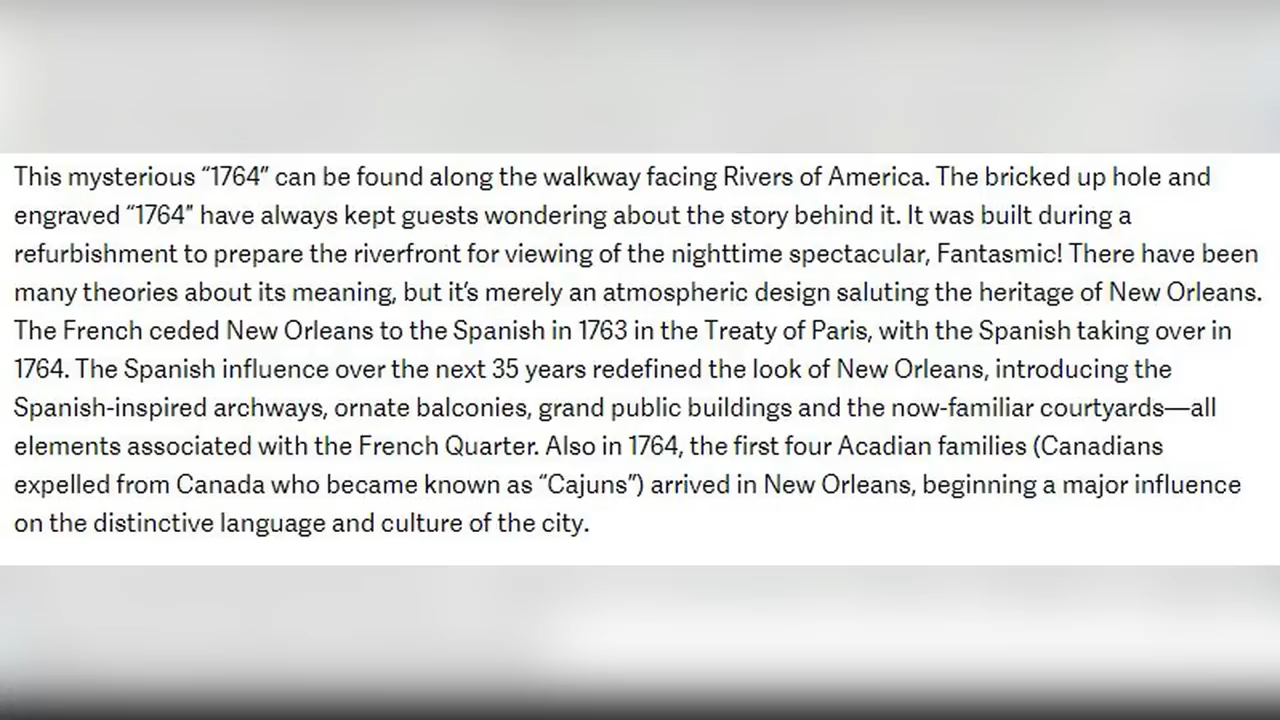 This mysterious “1764” can be found along the walkway facing Rivers of America. The bricked up hole and
engraved “1764” have always kept guests wondering about the story behind it. It was built during a
refurbishment to prepare the riverfront for viewing of the nighttime spectacular, Fantasmic! There have been
many theories about its meaning, but it’s merely an atmospheric design saluting the heritage of New Orleans.
The French ceded New Orleans to the Spanish in 1763 in the Treaty of Paris, with the Spanish taking over in
1764. The Spanish influence over the next 35 years redefined the look of New Orleans, introducing the
Spanish-inspired archways, ornate balconies, grand public buildings and the now-familiar courtyards—all
elements associated with the French Quarter. Also in 1764, the first four Acadian families (Canadians
expelled from Canada who became known as “Cajuns”) arrived in New Orleans, beginning a major influence
on the distinctive language and culture of the city.